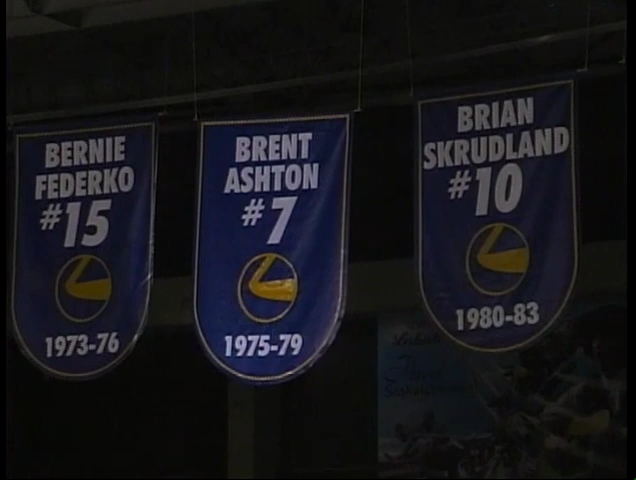 BERNIE
FEDERKO
#15
1973-76
BRENT
ASHTON
#7
1975-79
BRIAN
SKRUDLAND
#10
1980-83